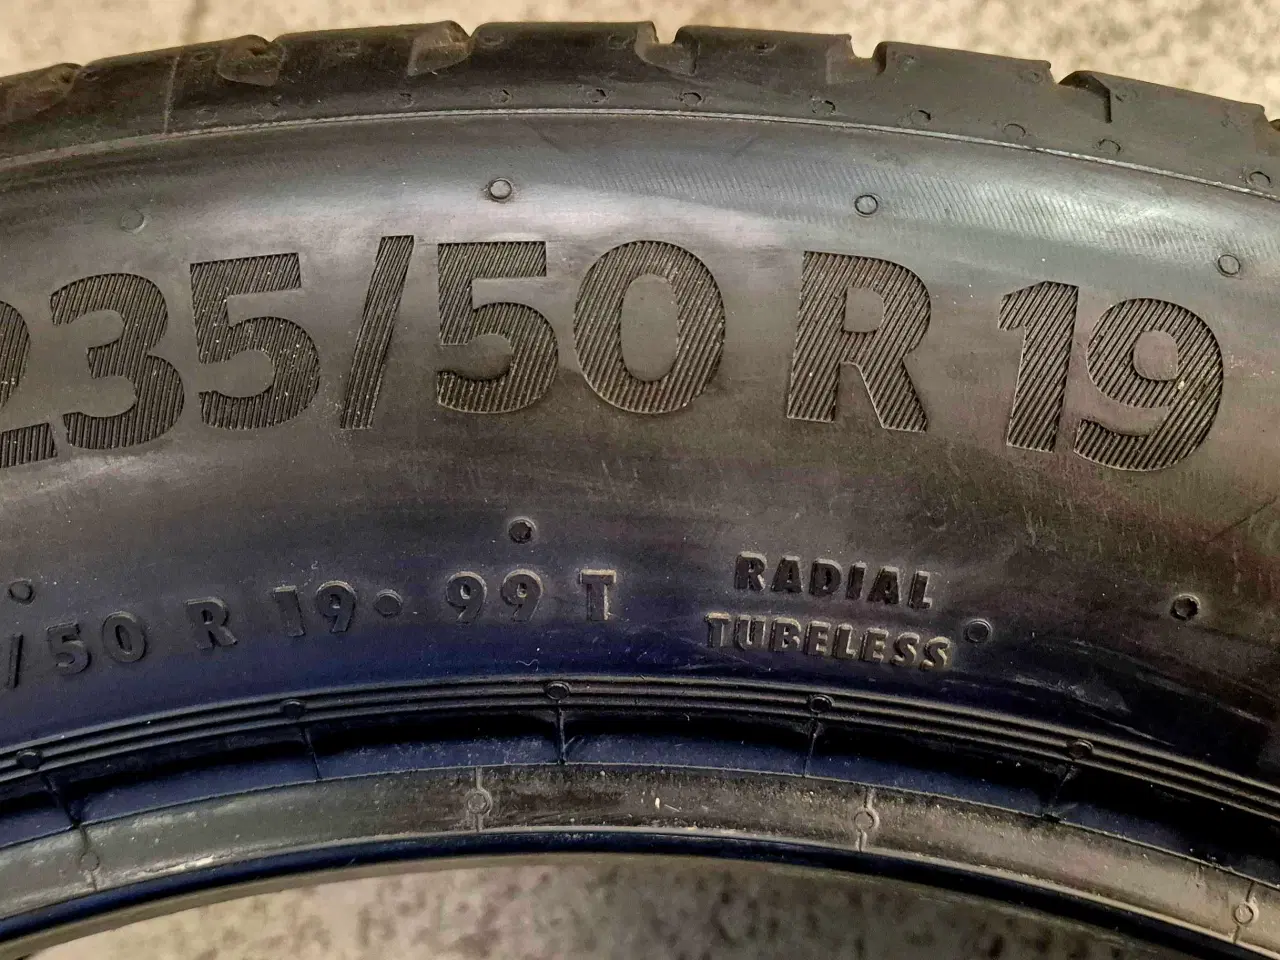 235/50 R 19
/50 R 19 • 99 T
RADIAL
TUBELESS